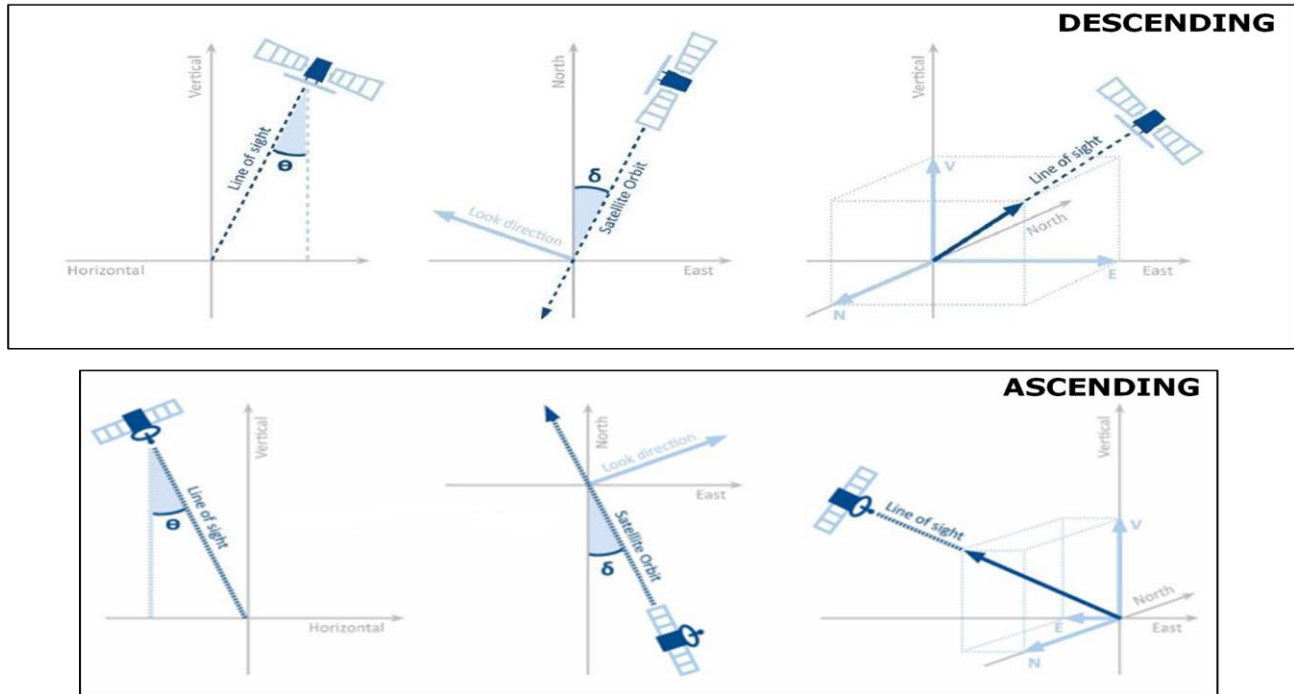 DESCENDING
Vertical
Line of sight
Θ
Horizontal
North
δ
Satellite Orbit
Look direction
East
Vertical
Line of sight
V
North
E
East
N
ASCENDING
Vertical
Line of sight
Θ
Horizontal
North
Look direction
East
Satellite Orbit
δ
Vertical
Line of sight
V
North
E
East
N